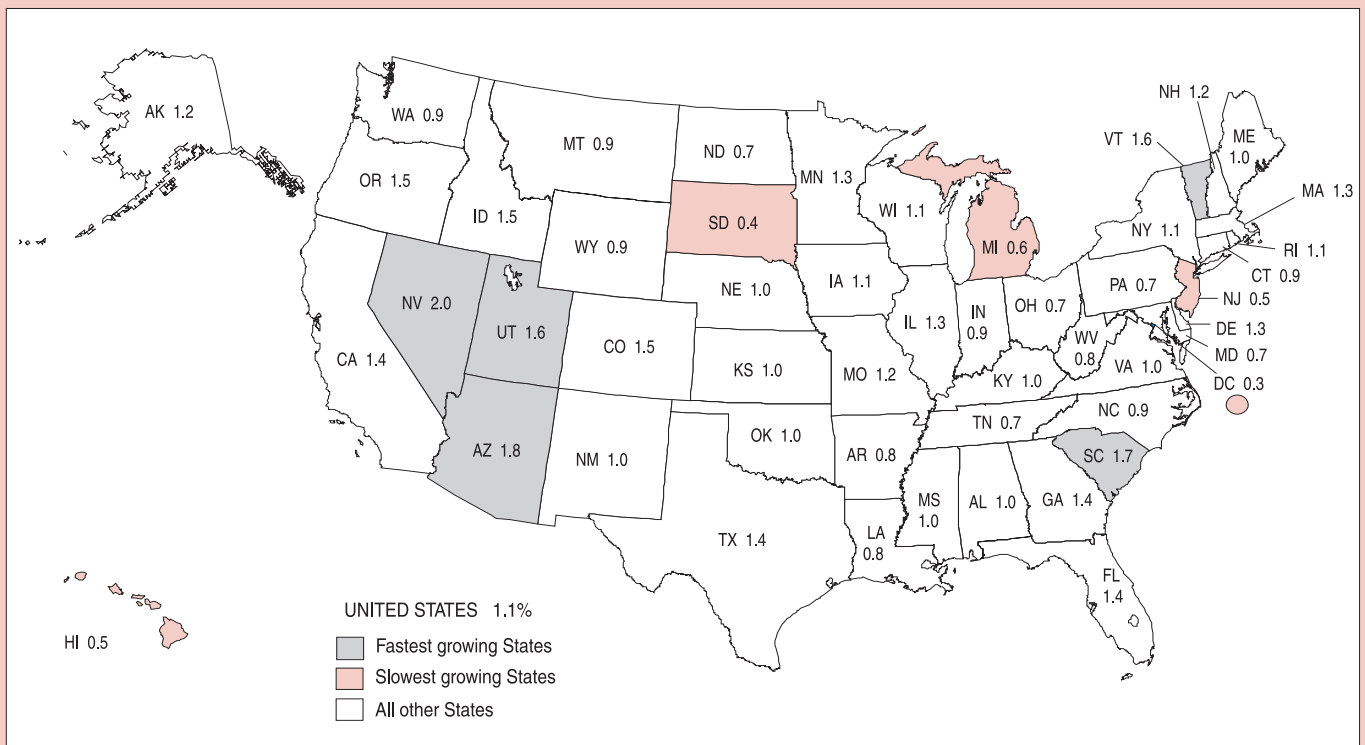 AK 1.2
WA 0.9
MT 0.9
ND 0.7
MN 1.3
NH 1.2
VT 1.6
ME
1.0
OR 1.5
ID 1.5
WY 0.9
SD 0.4
WI 1.1
MI 0.6
NY 1.1
MA 1.3
RI 1.1
CT 0.9
NJ 0.5
NV 2.0
UT 1.6
CO 1.5
NE 1.0
IA 1.1
IL 1.3
IN
0.9
OH 0.7
PA 0.7
DE 1.3
MD 0.7
DC 0.3
CA 1.4
KS 1.0
MO 1.2
KY 1.0
WV
0.8
VA 1.0
AZ 1.8
NM 1.0
OK 1.0
AR 0.8
TN 0.7
NC 0.9
SC 1.7
TX 1.4
LA
0.8
MS
1.0
AL 1.0
GA 1.4
FL
1.4
HI 0.5
UNITED STATES 1.1%
Fastest growing States
Slowest growing States
All other States